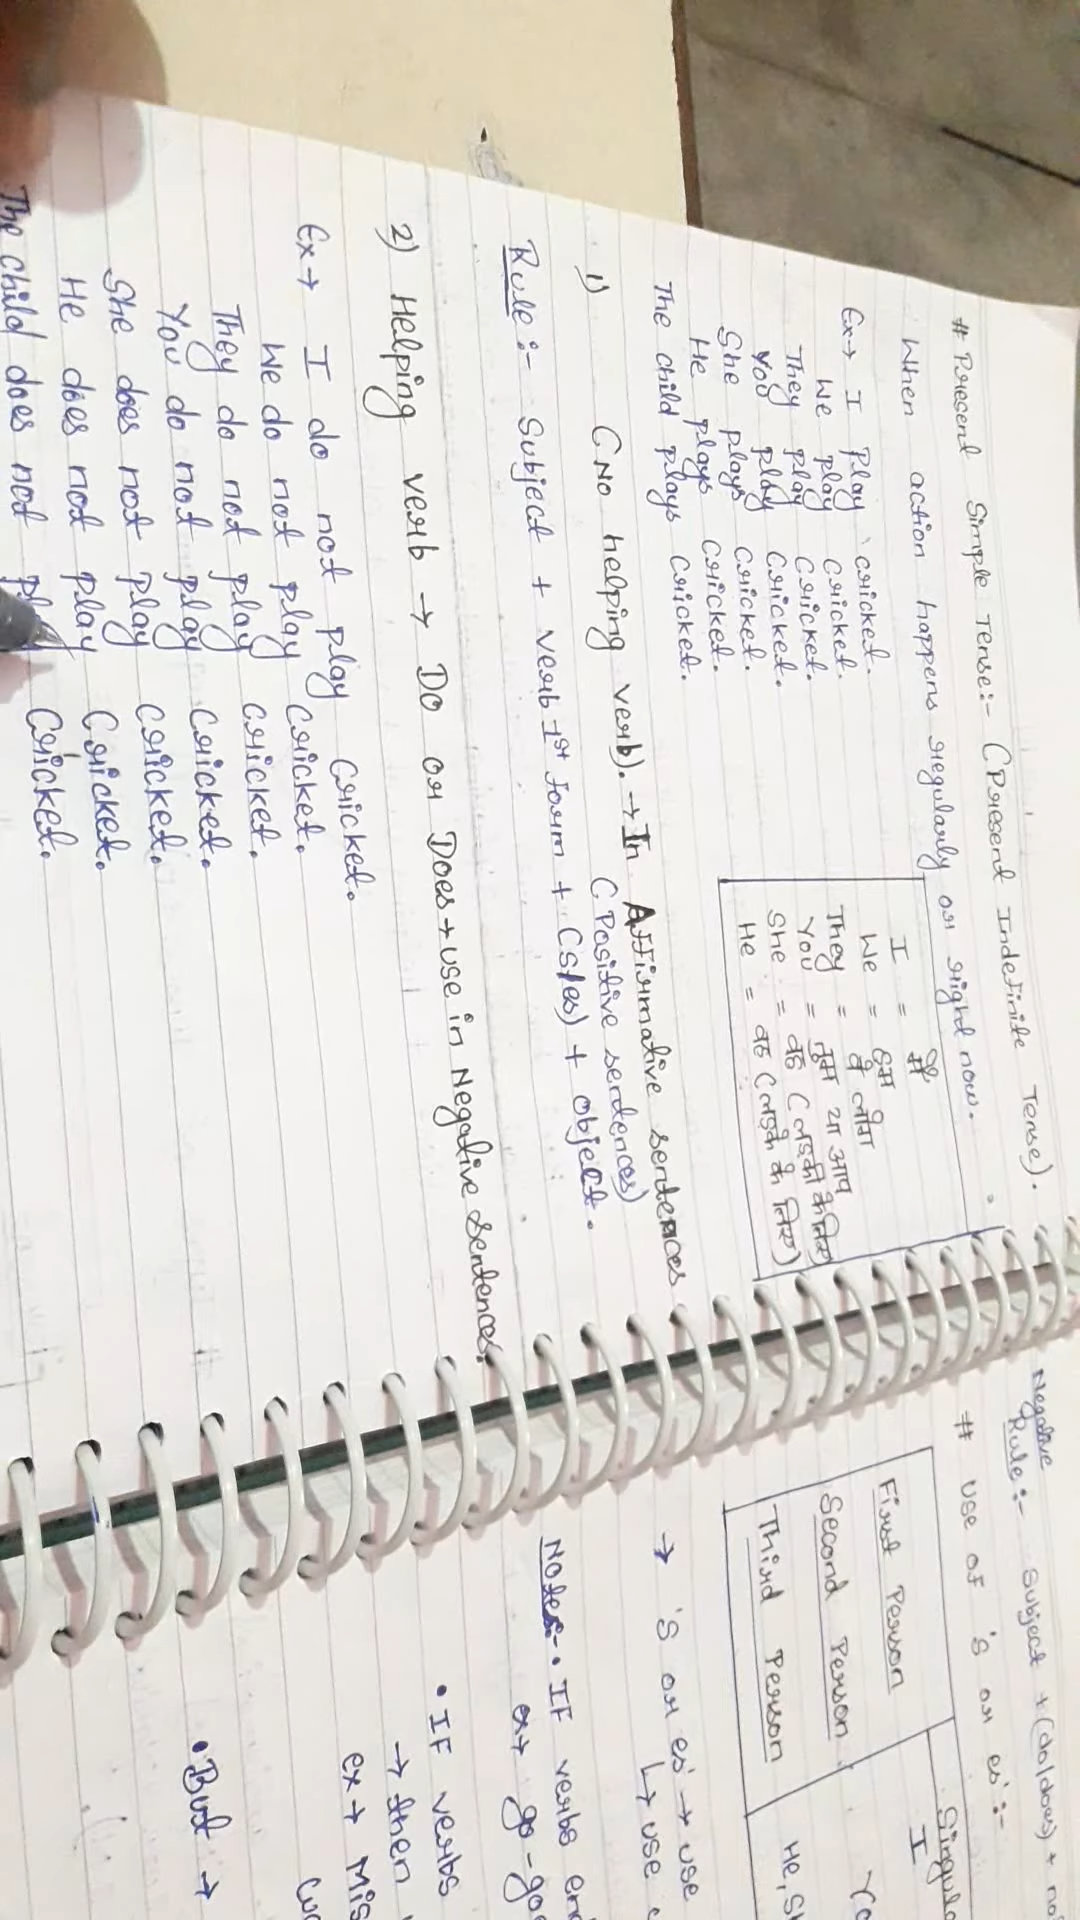 # Present Simple Tense:- (Present Indefinite Tense).
When action happens regularly or right now.
Ex→ I play cricket.
We play cricket.
They play cricket.
You play cricket.
She plays cricket.
He plays cricket.
The child plays cricket.
I = मैं
We = हम
They = वे लोग
You = तुम या आप
She = वह (लड़की के लिए)
He = वह (लड़के के लिए)
1) (No helping verb). → In Affirmative sentences
(Positive sentences)
Rule:- Subject + verb 1st form + (s/es) + object.
2) Helping verb → Do or Does → use in Negative Sentences.
Ex→ I do not play cricket.
We do not play cricket.
They do not play cricket.
You do not play cricket.
She does not play cricket.
He does not play cricket.
The child does not play cricket.
Negative
Rule:- Subject + (do/does) +
# use of 's or es':-
First Person
I
Second Person
Third Person
He,
→ 's or es' → use
↳ use
Note:- • IF verbs
ex→ go -
• IF verbs
→ then
ex→
• But →